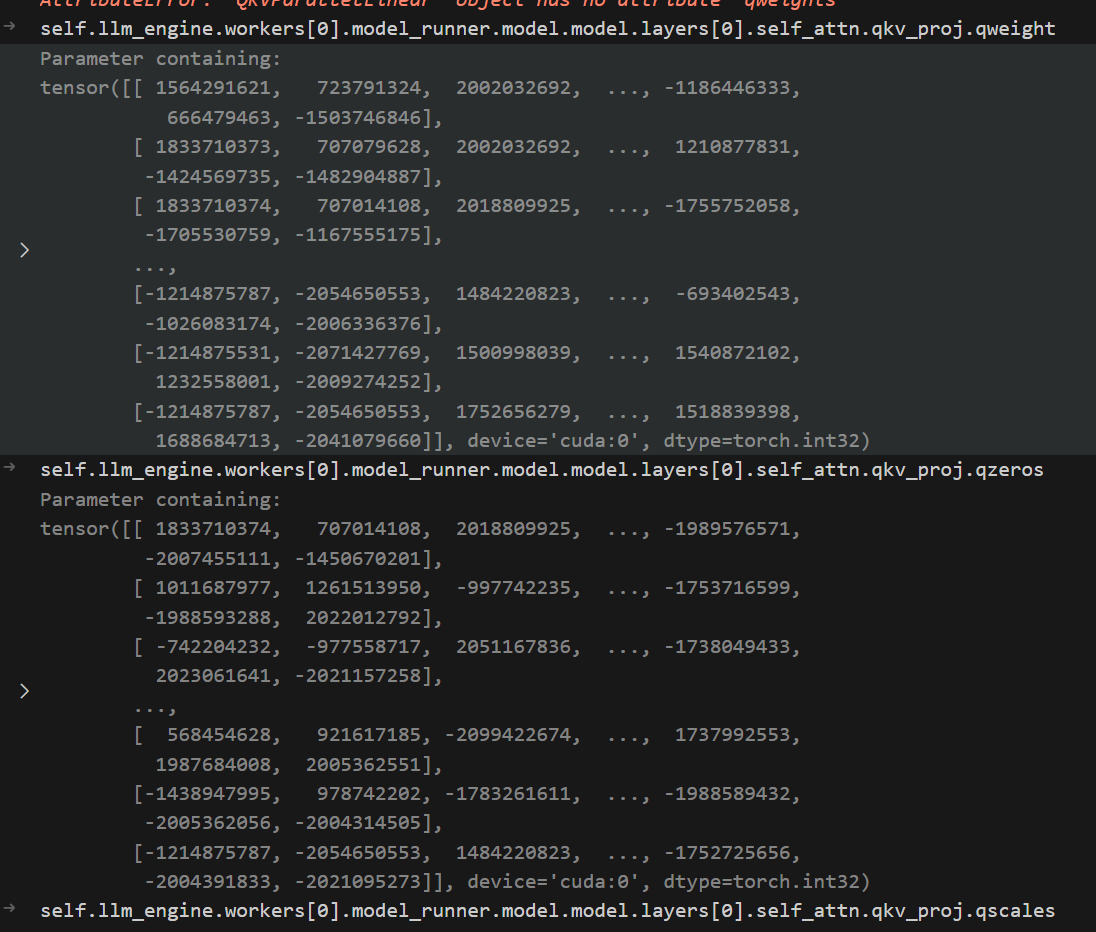 AttributeError: 'QKVParallelLinear' object has no attribute 'qweights'
self.llm_engine.workers[0].model_runner.model.model.layers[0].self_attn.qkv_proj.qweight
Parameter containing:
tensor([[ 1564291621,   723791324,  2002032692,  ..., -1186446333,
           666479463, -1503746846],
        [ 1833710373,   707079628,  2002032692,  ...,  1210877831,
         -1424569735, -1482904887],
        [ 1833710374,   707014108,  2018809925,  ..., -1755752058,
         -1705530759, -1167555175],
        ...,
        [-1214875787, -2054650553,  1484220823,  ...,  -693402543,
         -1026083174, -2006336376],
        [-1214875531, -2071427769,  1500998039,  ...,  1540872102,
          1232558001, -2009274252],
        [-1214875787, -2054650553,  1752656279,  ...,  1518839398,
          1688684713, -2041079660]], device='cuda:0', dtype=torch.int32)
self.llm_engine.workers[0].model_runner.model.model.layers[0].self_attn.qkv_proj.qzeros
Parameter containing:
tensor([[ 1833710374,   707014108,  2018809925,  ..., -1989576571,
         -2007455111, -1450670201],
        [ 1011687977,  1261513950,  -997742235,  ..., -1753716599,
         -1988593288,  2022012792],
        [ -742204232,  -977558717,  2051167836,  ..., -1738049433,
          2023061641, -2021157258],
        ...,
        [  568454628,   921617185, -2099422674,  ...,  1737992553,
          1987684008,  2005362551],
        [-1438947995,   978742202, -1783261611,  ..., -1988589432,
         -2005362056, -2004314505],
        [-1214875787, -2054650553,  1484220823,  ..., -1752725656,
         -2004391833, -2021095273]], device='cuda:0', dtype=torch.int32)
self.llm_engine.workers[0].model_runner.model.model.layers[0].self_attn.qkv_proj.qscales